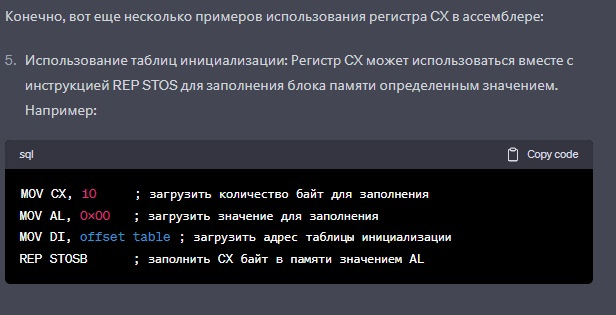 Конечно, вот еще несколько примеров использования регистра CX в ассемблере:
5. Использование таблиц инициализации: Регистр CX может использоваться вместе с
инструкцией REP STOS для заполнения блока памяти определенным значением.
Например:
sql Copy code
MOV CX, 10 ; загрузить количество байт для заполнения
MOV AL, 0x00 ; загрузить значение для заполнения
MOV DI, offset table ; загрузить адрес таблицы инициализации
REP STOSB ; заполнить CX байт в памяти значением AL